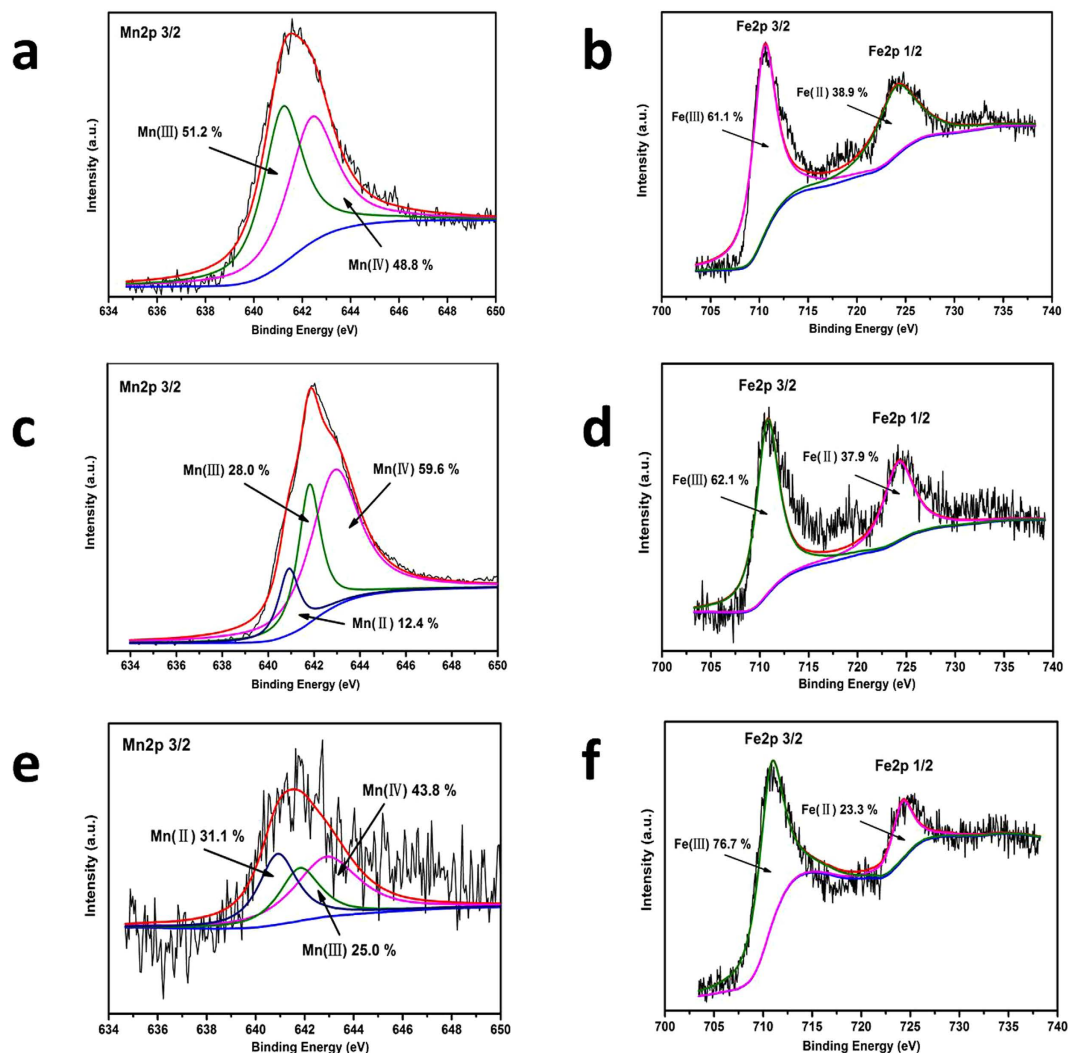 a
Mn2p 3/2
Mn(Ⅲ) 51.2 %
Mn(Ⅳ) 48.8 %
Intensity (a.u.)
634 636 638 640 642 644 646 648 650
Binding Energy (eV)
b
Fe2p 3/2
Fe2p 1/2
Fe(Ⅲ) 61.1 %
Fe(Ⅱ) 38.9 %
Intensity (a.u.)
700 705 710 715 720 725 730 735 740
Binding Energy (eV)
c
Mn2p 3/2
Mn(Ⅲ) 28.0 %
Mn(Ⅳ) 59.6 %
Mn(Ⅱ) 12.4 %
Intensity (a.u.)
634 636 638 640 642 644 646 648 650
Binding Energy (eV)
d
Fe2p 3/2
Fe2p 1/2
Fe(Ⅲ) 62.1 %
Fe(Ⅱ) 37.9 %
Intensity (a.u.)
700 705 710 715 720 725 730 735 740
Binding Energy (eV)
e
Mn2p 3/2
Mn(Ⅱ) 31.1 %
Mn(Ⅳ) 43.8 %
Mn(Ⅲ) 25.0 %
Intensity (a.u.)
634 636 638 640 642 644 646 648 650
Binding Energy (eV)
f
Fe2p 3/2
Fe2p 1/2
Fe(Ⅲ) 76.7 %
Fe(Ⅱ) 23.3 %
Intensity (a.u.)
700 705 710 715 720 725 730 735 740
Binding Energy (eV)